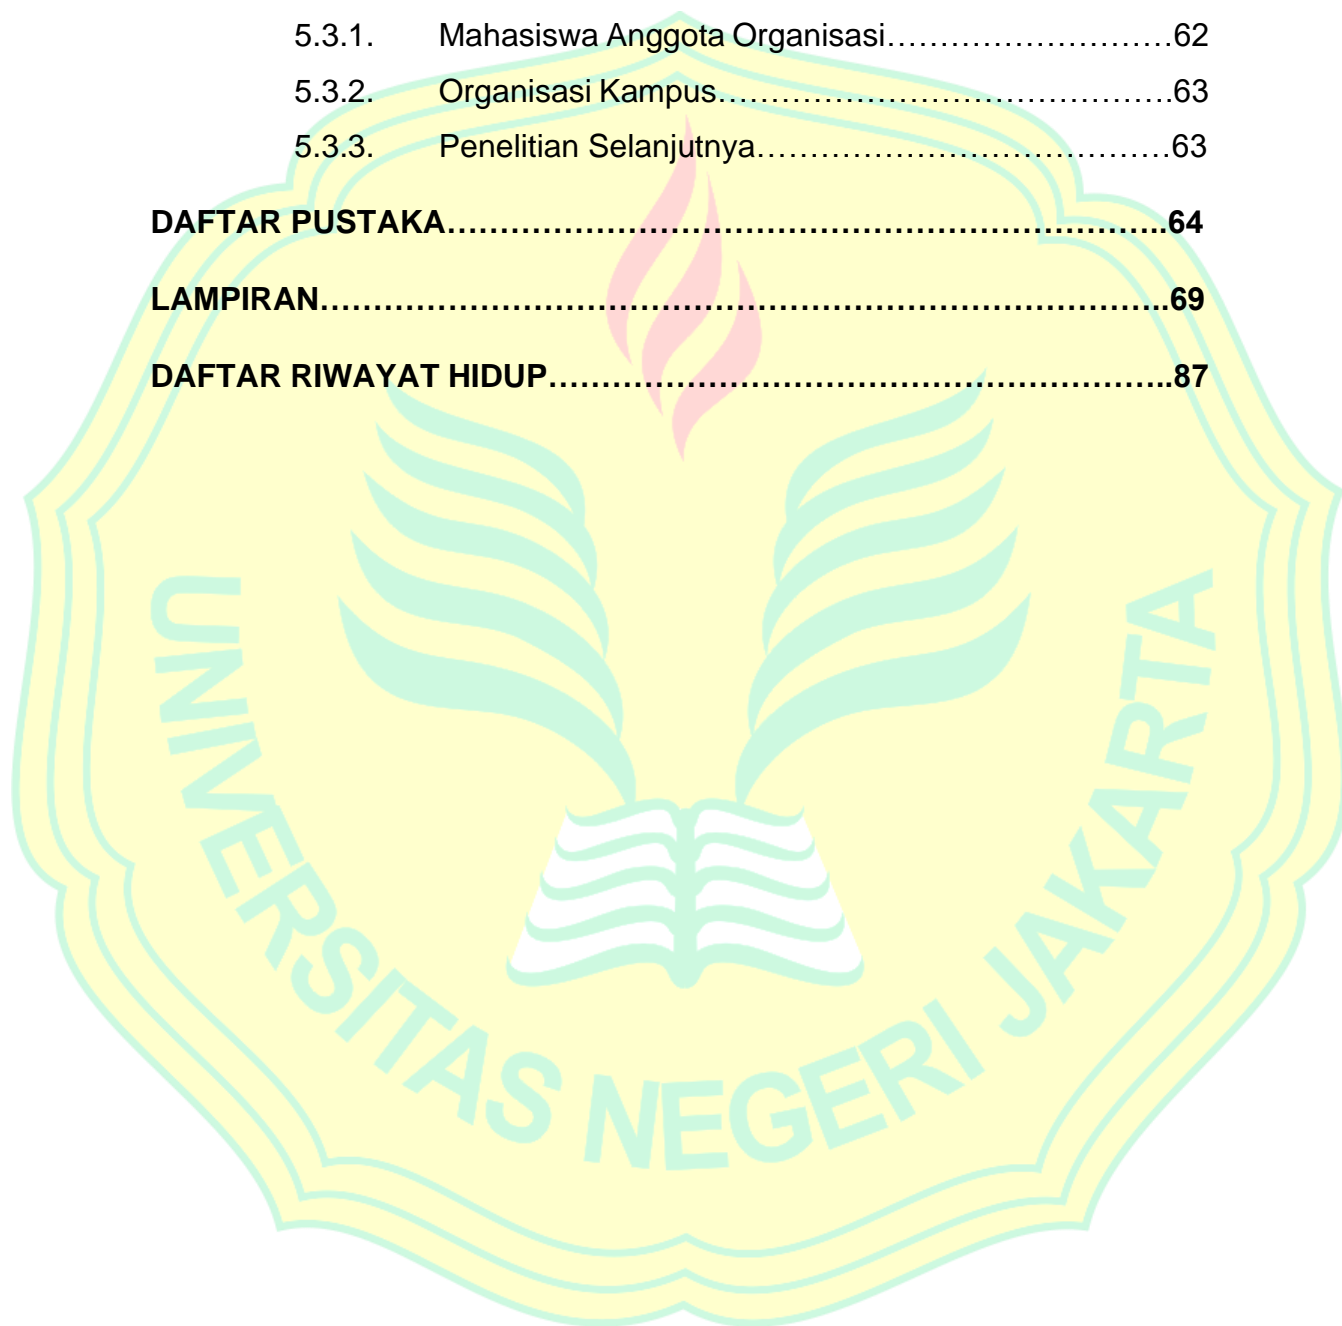 5.3.1. Mahasiswa Anggota Organisasi………………………62
5.3.2. Organisasi Kampus…………………………………….63
5.3.3. Penelitian Selanjutnya…………………………………63
DAFTAR PUSTAKA…………………………………………………………..64
LAMPIRAN……………………………………………………………………..69
DAFTAR RIWAYAT HIDUP…………………………………………………..87
UNIVERSITAS NEGERI JAKARTA